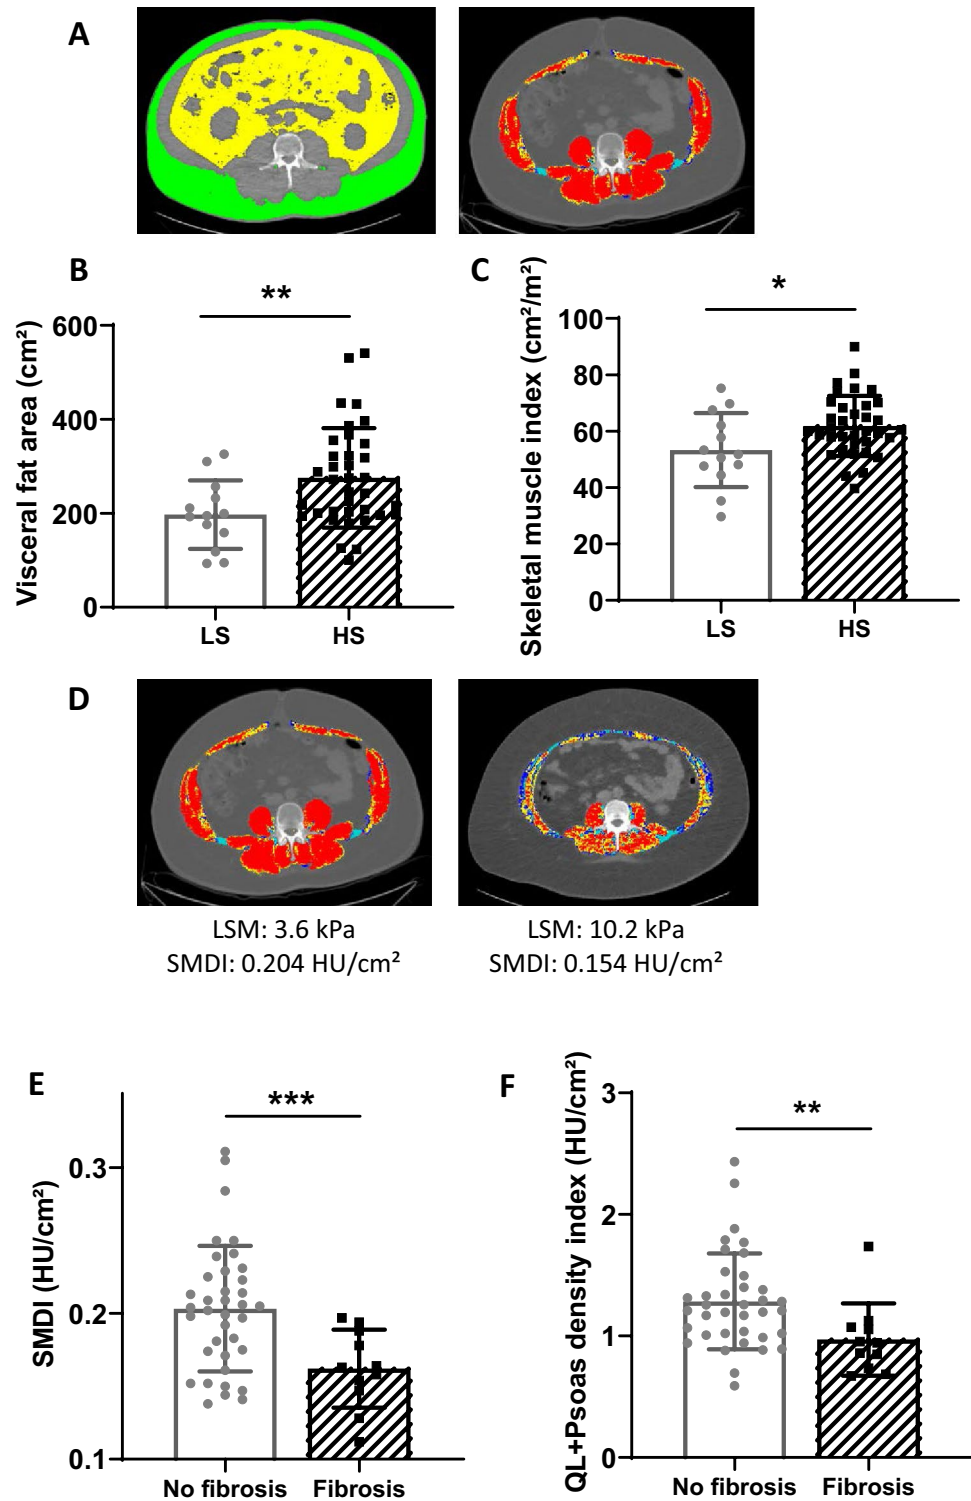 A
B
C
**
*
Visceral fat area (cm²)
600
400
200
0
LS
HS
Skeletal muscle index (cm²/m²)
100
80
60
40
20
0
LS
HS
D
LSM: 3.6 kPa
SMDI: 0.204 HU/cm²
LSM: 10.2 kPa
SMDI: 0.154 HU/cm²
E
***
SMDI (HU/cm²)
0.3
0.2
0.1
No fibrosis
Fibrosis
F
**
QL+Psoas density index (HU/cm²)
3
2
1
0
No fibrosis
Fibrosis